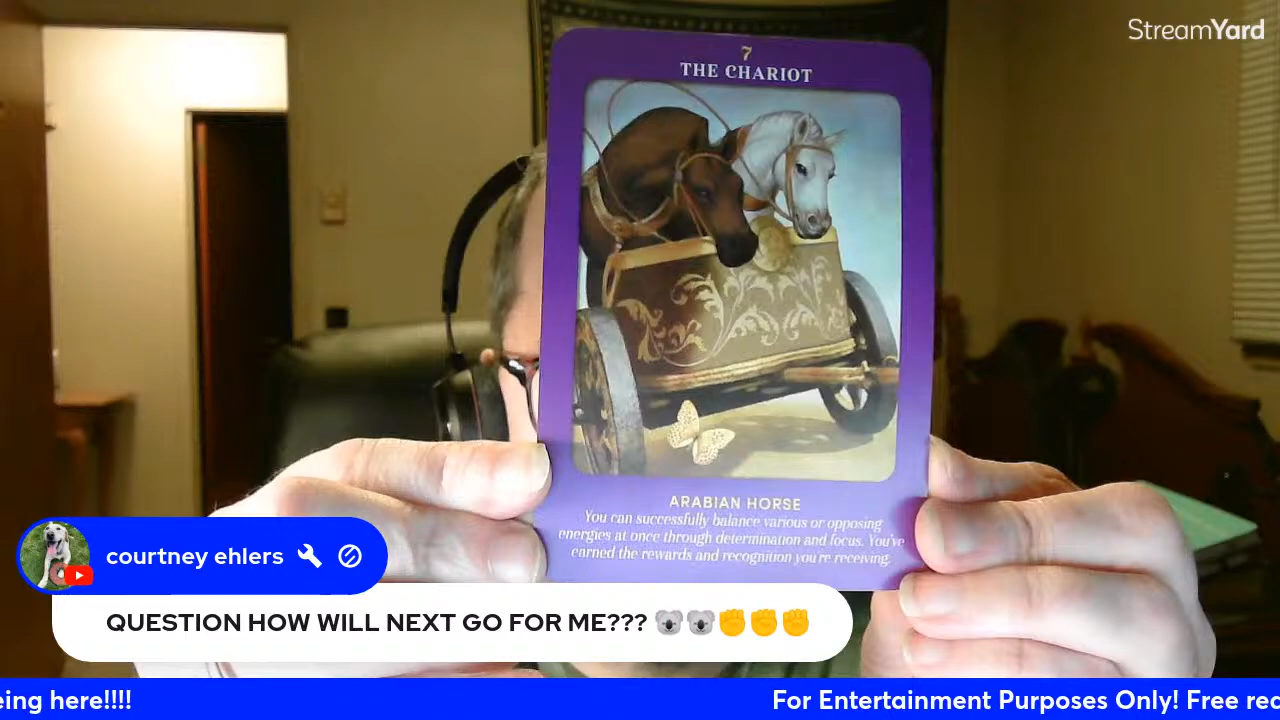 StreamYard
7
THE CHARIOT
ARABIAN HORSE
You can successfully balance various or opposing
energies at once through determination and focus. You've
earned the rewards and recognition you're receiving.
courtney ehlers
QUESTION HOW WILL NEXT GO FOR ME??? 🐨🐨✊✊✊
eing here!!!! For Entertainment Purposes Only! Free rec